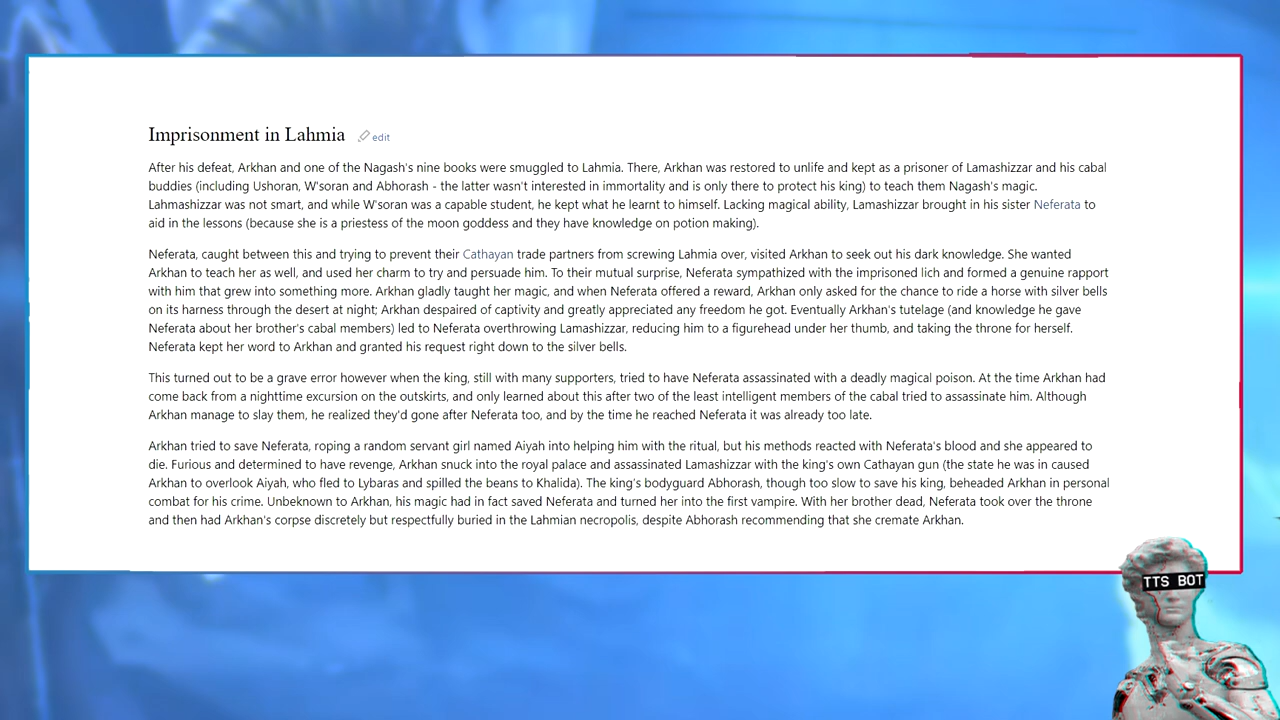 Imprisonment in Lahmia edit
After his defeat, Arkhan and one of the Nagash's nine books were smuggled to Lahmia. There, Arkhan was restored to unlife and kept as a prisoner of Lamashizzar and his cabal
buddies (including Ushoran, W'soran and Abhorash - the latter wasn't interested in immortality and is only there to protect his king) to teach them Nagash's magic.
Lahmashizzar was not smart, and while W'soran was a capable student, he kept what he learnt to himself. Lacking magical ability, Lamashizzar brought in his sister Neferata to
aid in the lessons (because she is a priestess of the moon goddess and they have knowledge on potion making).
Neferata, caught between this and trying to prevent their Cathayan trade partners from screwing Lahmia over, visited Arkhan to seek out his dark knowledge. She wanted
Arkhan to teach her as well, and used her charm to try and persuade him. To their mutual surprise, Neferata sympathized with the imprisoned lich and formed a genuine rapport
with him that grew into something more. Arkhan gladly taught her magic, and when Neferata offered a reward, Arkhan only asked for the chance to ride a horse with silver bells
on its harness through the desert at night; Arkhan despaired of captivity and greatly appreciated any freedom he got. Eventually Arkhan's tutelage (and knowledge he gave
Neferata about her brother's cabal members) led to Neferata overthrowing Lamashizzar, reducing him to a figurehead under her thumb, and taking the throne for herself.
Neferata kept her word to Arkhan and granted his request right down to the silver bells.
This turned out to be a grave error however when the king, still with many supporters, tried to have Neferata assassinated with a deadly magical poison. At the time Arkhan had
come back from a nighttime excursion on the outskirts, and only learned about this after two of the least intelligent members of the cabal tried to assassinate him. Although
Arkhan manage to slay them, he realized they'd gone after Neferata too, and by the time he reached Neferata it was already too late.
Arkhan tried to save Neferata, roping a random servant girl named Aiyah into helping him with the ritual, but his methods reacted with Neferata's blood and she appeared to
die. Furious and determined to have revenge, Arkhan snuck into the royal palace and assassinated Lamashizzar with the king's own Cathayan gun (the state he was in caused
Arkhan to overlook Aiyah, who fled to Lybaras and spilled the beans to Khalida). The king's bodyguard Abhorash, though too slow to save his king, beheaded Arkhan in personal
combat for his crime. Unbeknown to Arkhan, his magic had in fact saved Neferata and turned her into the first vampire. With her brother dead, Neferata took over the throne
and then had Arkhan's corpse discretely but respectfully buried in the Lahmian necropolis, despite Abhorash recommending that she cremate Arkhan.
TTS BOT